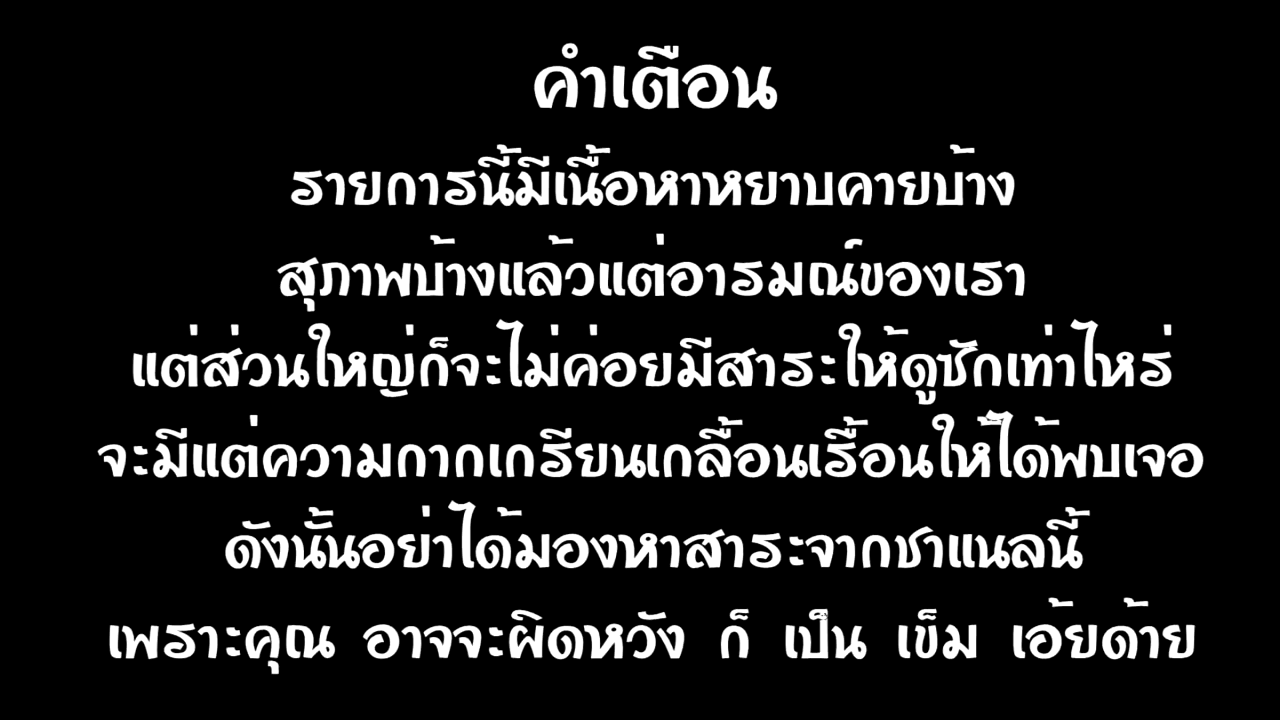 คำเตือน
รายการนี้มีเนื้อหาหยาบคายบ้าง
สุภาพบ้างแล้วแต่อารมณ์ของเรา
แต่ส่วนใหญ่ก็จะไม่ค่อยมีสาระให้ดูซักเท่าไหร่
จะมีแต่ความกากเกรียนเกลื้อนเรื้อนให้ได้พบเจอ
ดังนั้นอย่าได้มองหาสาระจากชาแนลนี้
เพราะคุณ อาจจะผิดหวัง ก็ เป็น เข็ม เอ้ยด้าย